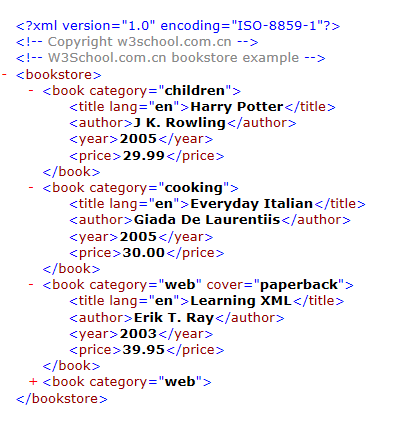 <?xml version="1.0" encoding="ISO-8859-1"?>
<!-- Copyright w3school.com.cn -->
<!-- W3School.com.cn bookstore example -->
- <bookstore>
- <book category="children">
<title lang="en">Harry Potter</title>
<author>J K. Rowling</author>
<year>2005</year>
<price>29.99</price>
</book>
- <book category="cooking">
<title lang="en">Everyday Italian</title>
<author>Giada De Laurentiis</author>
<year>2005</year>
<price>30.00</price>
</book>
- <book category="web" cover="paperback">
<title lang="en">Learning XML</title>
<author>Erik T. Ray</author>
<year>2003</year>
<price>39.95</price>
</book>
+ <book category="web">
</bookstore>